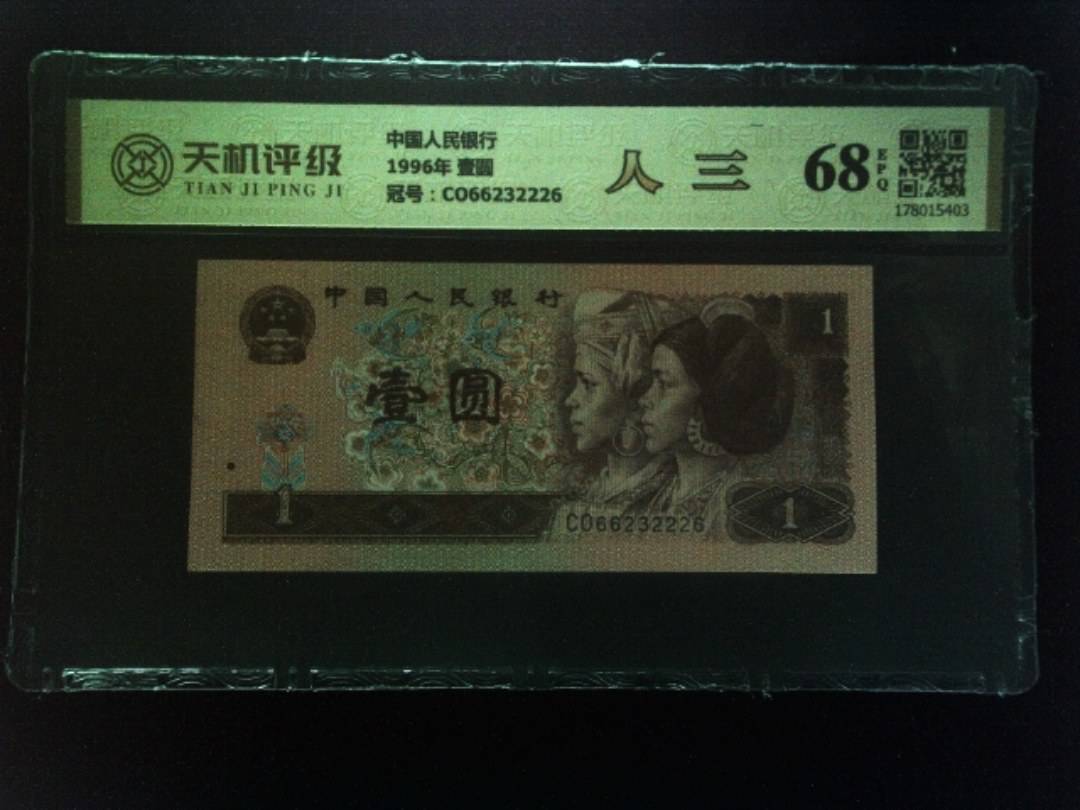 天机评级
TIAN JI PING JI
中国人民银行
1996年 壹圆
冠号：CO66232226
人 三
68
EPQ
178015403
中国人民银行
1
壹圆
1
CO66232226
1